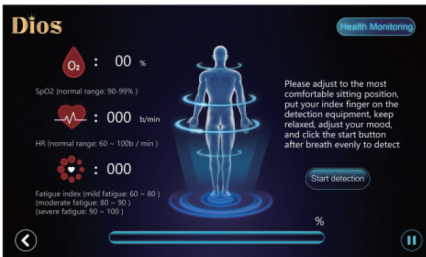 Dios
Health Monitoring
O₂ : 00 %
SpO2 (normal range: 90-99% )
: 000 b/min
HR (normal range: 60 ~ 100b / min )
: 000
Fatigue index (mild fatigue: 60 ~ 80 )
(moderate fatigue: 80 ~ 90 )
(severe fatigue: 90 ~ 100 )
Please adjust to the most
comfortable sitting position,
put your index finger on the
detection equipment, keep
relaxed, adjust your mood,
and click the start button
after breath evenly to detect
Start detection
%